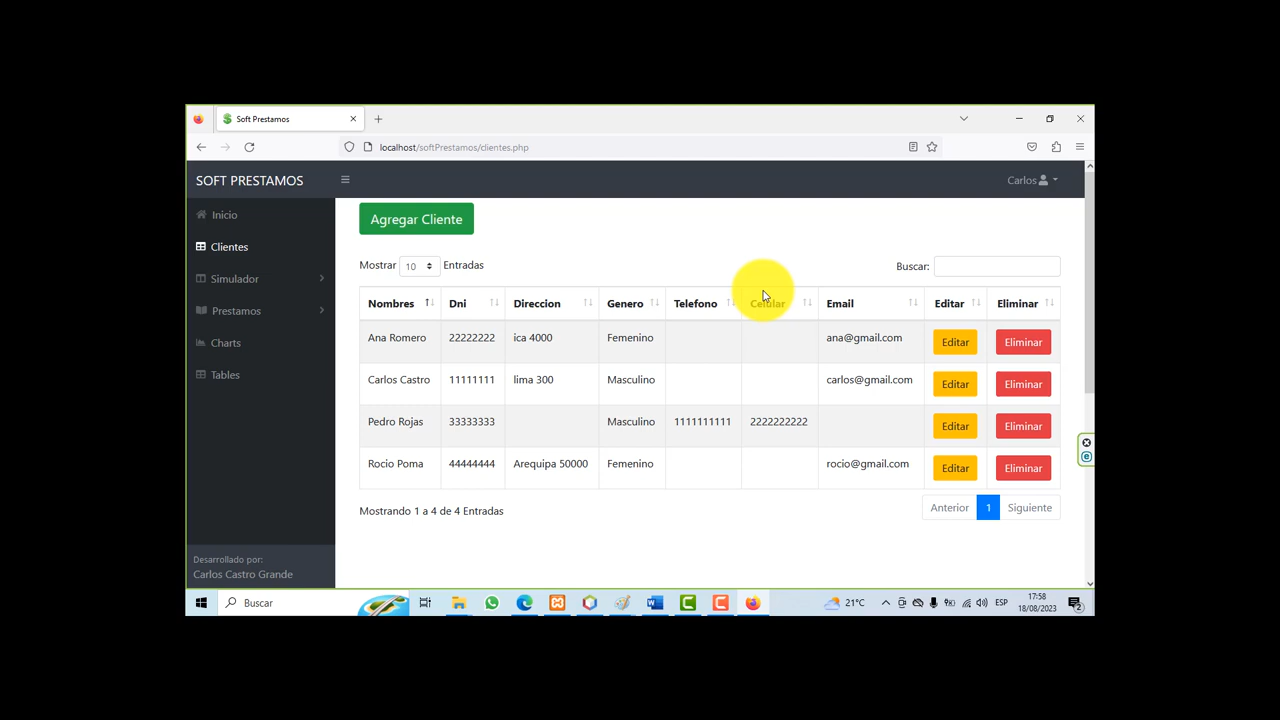 Soft Prestamos
localhost/softPrestamos/clientes.php
SOFT PRESTAMOS
Carlos
Inicio
Clientes
Simulador
Prestamos
Charts
Tables
Desarrollado por:
Carlos Castro Grande
Agregar Cliente
Mostrar 10 Entradas
Buscar:
Nombres Dni Direccion Genero Telefono Celular Email Editar Eliminar
Ana Romero 22222222 ica 4000 Femenino ana@gmail.com Editar Eliminar
Carlos Castro 11111111 lima 300 Masculino carlos@gmail.com Editar Eliminar
Pedro Rojas 33333333 Masculino 1111111111 2222222222 Editar Eliminar
Rocio Poma 44444444 Arequipa 50000 Femenino rocio@gmail.com Editar Eliminar
Mostrando 1 a 4 de 4 Entradas
Anterior 1 Siguiente
Buscar
21°C
ESP
17:58
18/08/2023
2